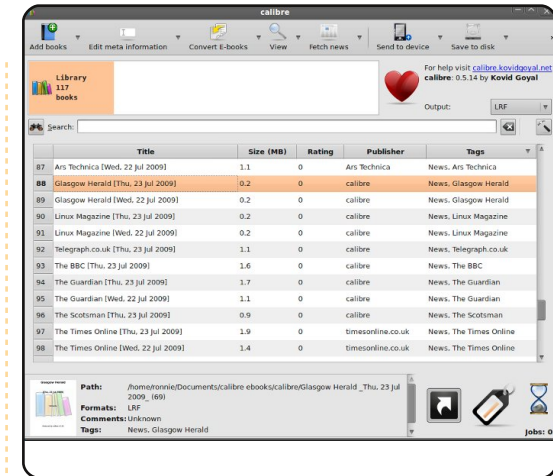 calibre
Add books
Edit meta information
Convert E-books
View
Fetch news
Send to device
Save to disk
Library
117
books
For help visit calibre.kovidgoyal.net
calibre: 0.5.14 by Kovid Goyal
Output: LRF
Search:
Title Size (MB) Rating Publisher Tags
87 Ars Technica [Wed, 22 Jul 2009] 1.1 0 Ars Technica News, Ars Technica
88 Glasgow Herald [Thu, 23 Jul 2009] 0.2 0 calibre News, Glasgow Herald
89 Glasgow Herald [Wed, 22 Jul 2009] 0.2 0 calibre News, Glasgow Herald
90 Linux Magazine [Thu, 23 Jul 2009] 0.2 0 calibre News, Linux Magazine
91 Linux Magazine [Wed, 22 Jul 2009] 0.2 0 calibre News, Linux Magazine
92 Telegraph.co.uk [Thu, 23 Jul 2009] 1.1 0 calibre News, Telegraph.co.uk
93 The BBC [Thu, 23 Jul 2009] 1.6 0 calibre News, The BBC
94 The Guardian [Thu, 23 Jul 2009] 1.7 0 calibre News, The Guardian
95 The Guardian [Wed, 22 Jul 2009] 1.1 0 calibre News, The Guardian
96 The Scotsman [Thu, 23 Jul 2009] 0.9 0 calibre News, The Scotsman
97 The Times Online [Thu, 23 Jul 2009] 1.9 0 timesonline.co.uk News, The Times Online
98 The Times Online [Wed, 22 Jul 2009] 1.4 0 timesonline.co.uk News, The Times Online
Glasgow Herald
Path: /home/ronnie/Documents/calibre ebooks/calibre/Glasgow Herald _Thu, 23 Jul
2009_ (69)
Formats: LRF
Comments: Unknown
Tags: News, Glasgow Herald
Jobs: 0